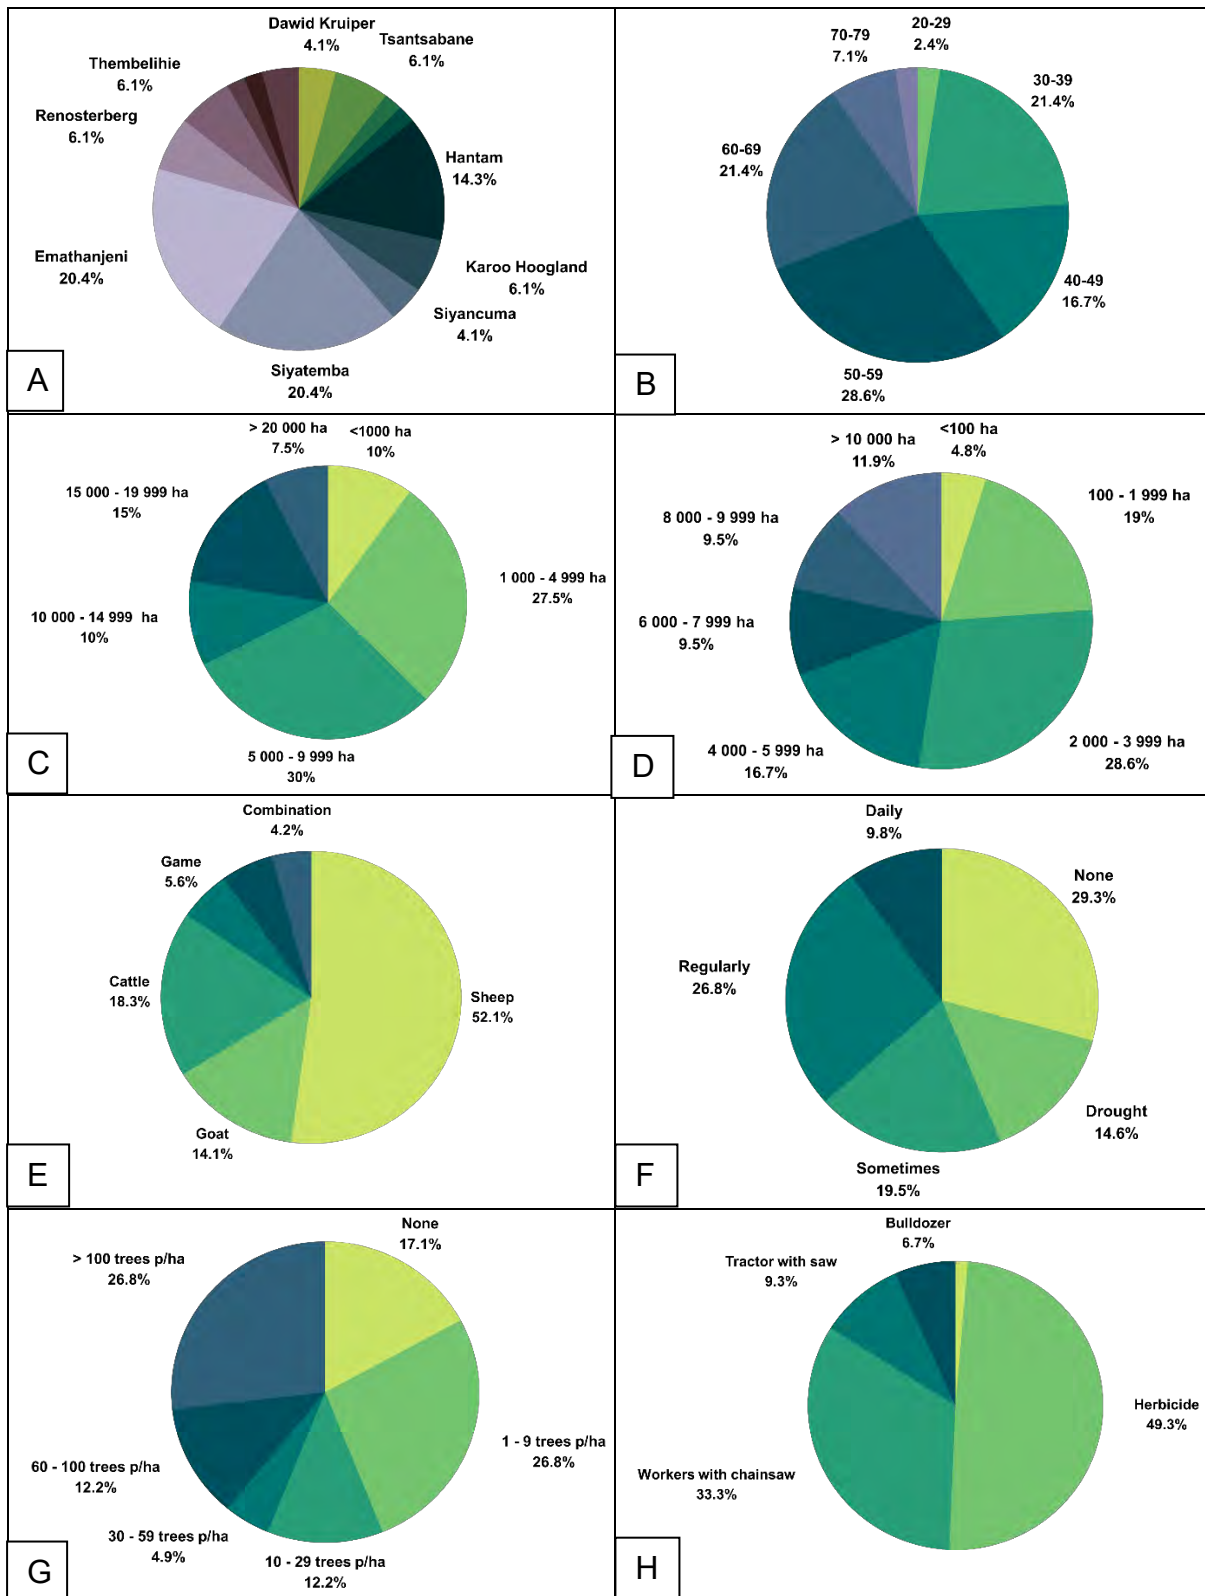 Dawid Kruiper
4.1%
Tsantsabane
6.1%
Thembelihie
6.1%
Renosterberg
6.1%
Hantam
14.3%
Emathanjeni
20.4%
Karoo Hoogland
6.1%
Siyancuma
4.1%
Siyatemba
20.4%
A
20-29
2.4%
70-79
7.1%
30-39
21.4%
60-69
21.4%
40-49
16.7%
50-59
28.6%
B
> 20 000 ha
7.5%
<1000 ha
10%
15 000 - 19 999 ha
15%
1 000 - 4 999 ha
27.5%
10 000 - 14 999 ha
10%
5 000 - 9 999 ha
30%
C
> 10 000 ha
11.9%
<100 ha
4.8%
100 - 1 999 ha
19%
8 000 - 9 999 ha
9.5%
6 000 - 7 999 ha
9.5%
4 000 - 5 999 ha
16.7%
2 000 - 3 999 ha
28.6%
D
Combination
4.2%
Game
5.6%
Cattle
18.3%
Sheep
52.1%
Goat
14.1%
E
Daily
9.8%
None
29.3%
Regularly
26.8%
Drought
14.6%
Sometimes
19.5%
F
None
17.1%
> 100 trees p/ha
26.8%
1 - 9 trees p/ha
26.8%
60 - 100 trees p/ha
12.2%
30 - 59 trees p/ha
4.9%
10 - 29 trees p/ha
12.2%
G
Bulldozer
6.7%
Tractor with saw
9.3%
Herbicide
49.3%
Workers with chainsaw
33.3%
H